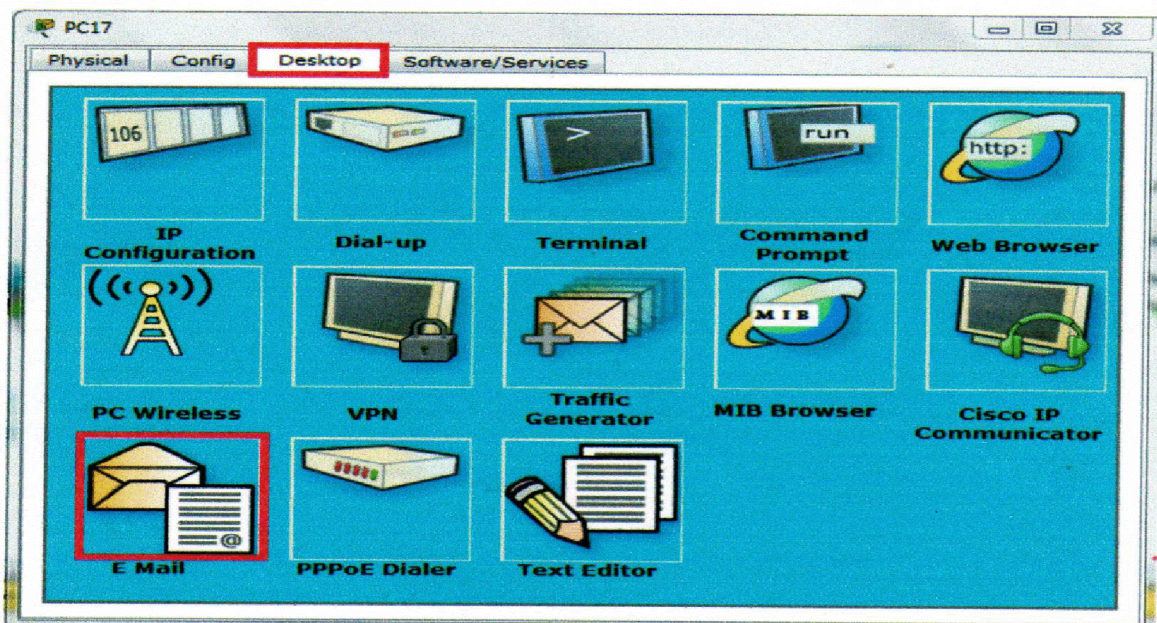 PC17
Physical Config Desktop Software/Services
106
>
run
http:
IP
Configuration
Dial-up
Terminal
Command
Prompt
Web Browser
MIB
PC Wireless
VPN
Traffic
Generator
MIB Browser
Cisco IP
Communicator
@
E Mail
PPPoE Dialer
Text Editor